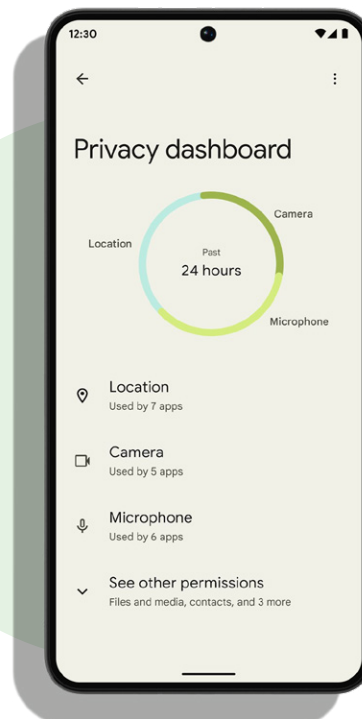 12:30
Privacy dashboard
Camera
Location
Past
24 hours
Microphone
Location
Used by 7 apps
Camera
Used by 5 apps
Microphone
Used by 6 apps
See other permissions
Files and media, contacts, and 3 more